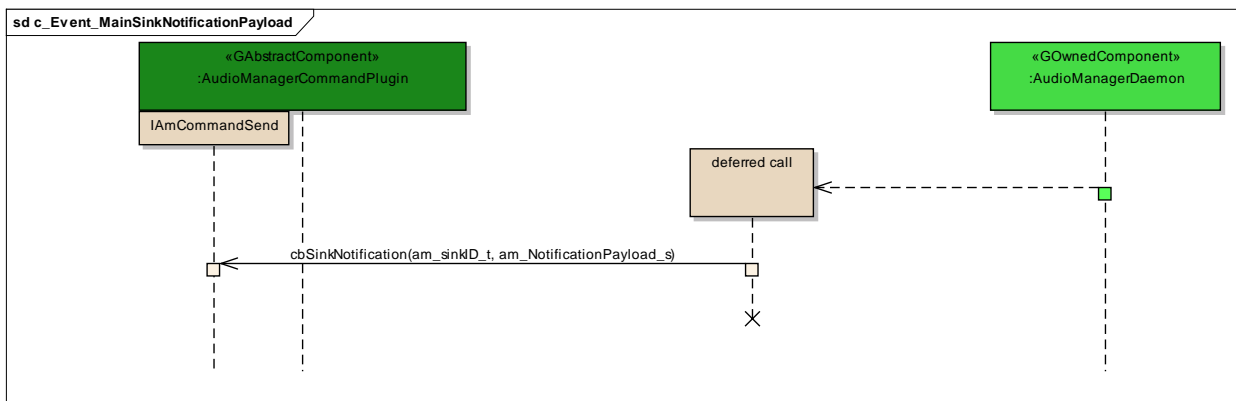 sd c_Event_MainSinkNotificationPayload
«GAbstractComponent»
:AudioManagerCommandPlugin
«GOwnedComponent»
:AudioManagerDaemon
IAmCommandSend
deferred call
cbSinkNotification(am_sinkID_t, am_NotificationPayload_s)